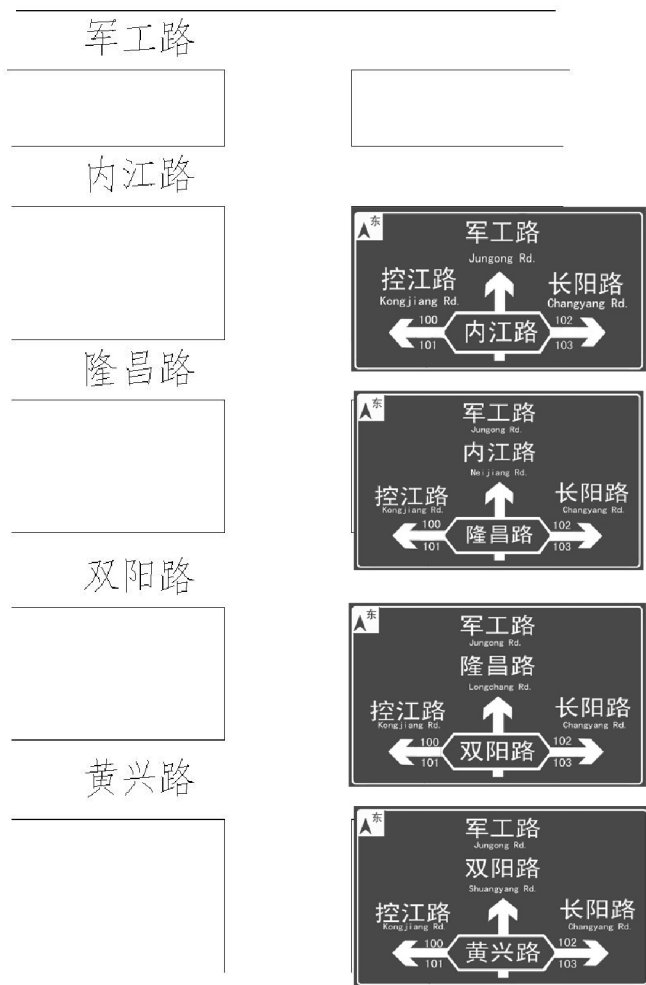 军工路
内江路
东
军工路
Jungong Rd.
控江路
Kongjiang Rd.
长阳路
Changyang Rd.
100
101
内江路
102
103
隆昌路
东
军工路
Jungong Rd.
内江路
Neijiang Rd.
控江路
Kongjiang Rd.
长阳路
Changyang Rd.
100
101
隆昌路
102
103
双阳路
东
军工路
Jungong Rd.
隆昌路
Longchang Rd.
控江路
Kongjiang Rd.
长阳路
Changyang Rd.
100
101
双阳路
102
103
黄兴路
东
军工路
Jungong Rd.
双阳路
Shuangyang Rd.
控江路
Kongjiang Rd.
长阳路
Changyang Rd.
100
101
黄兴路
102
103